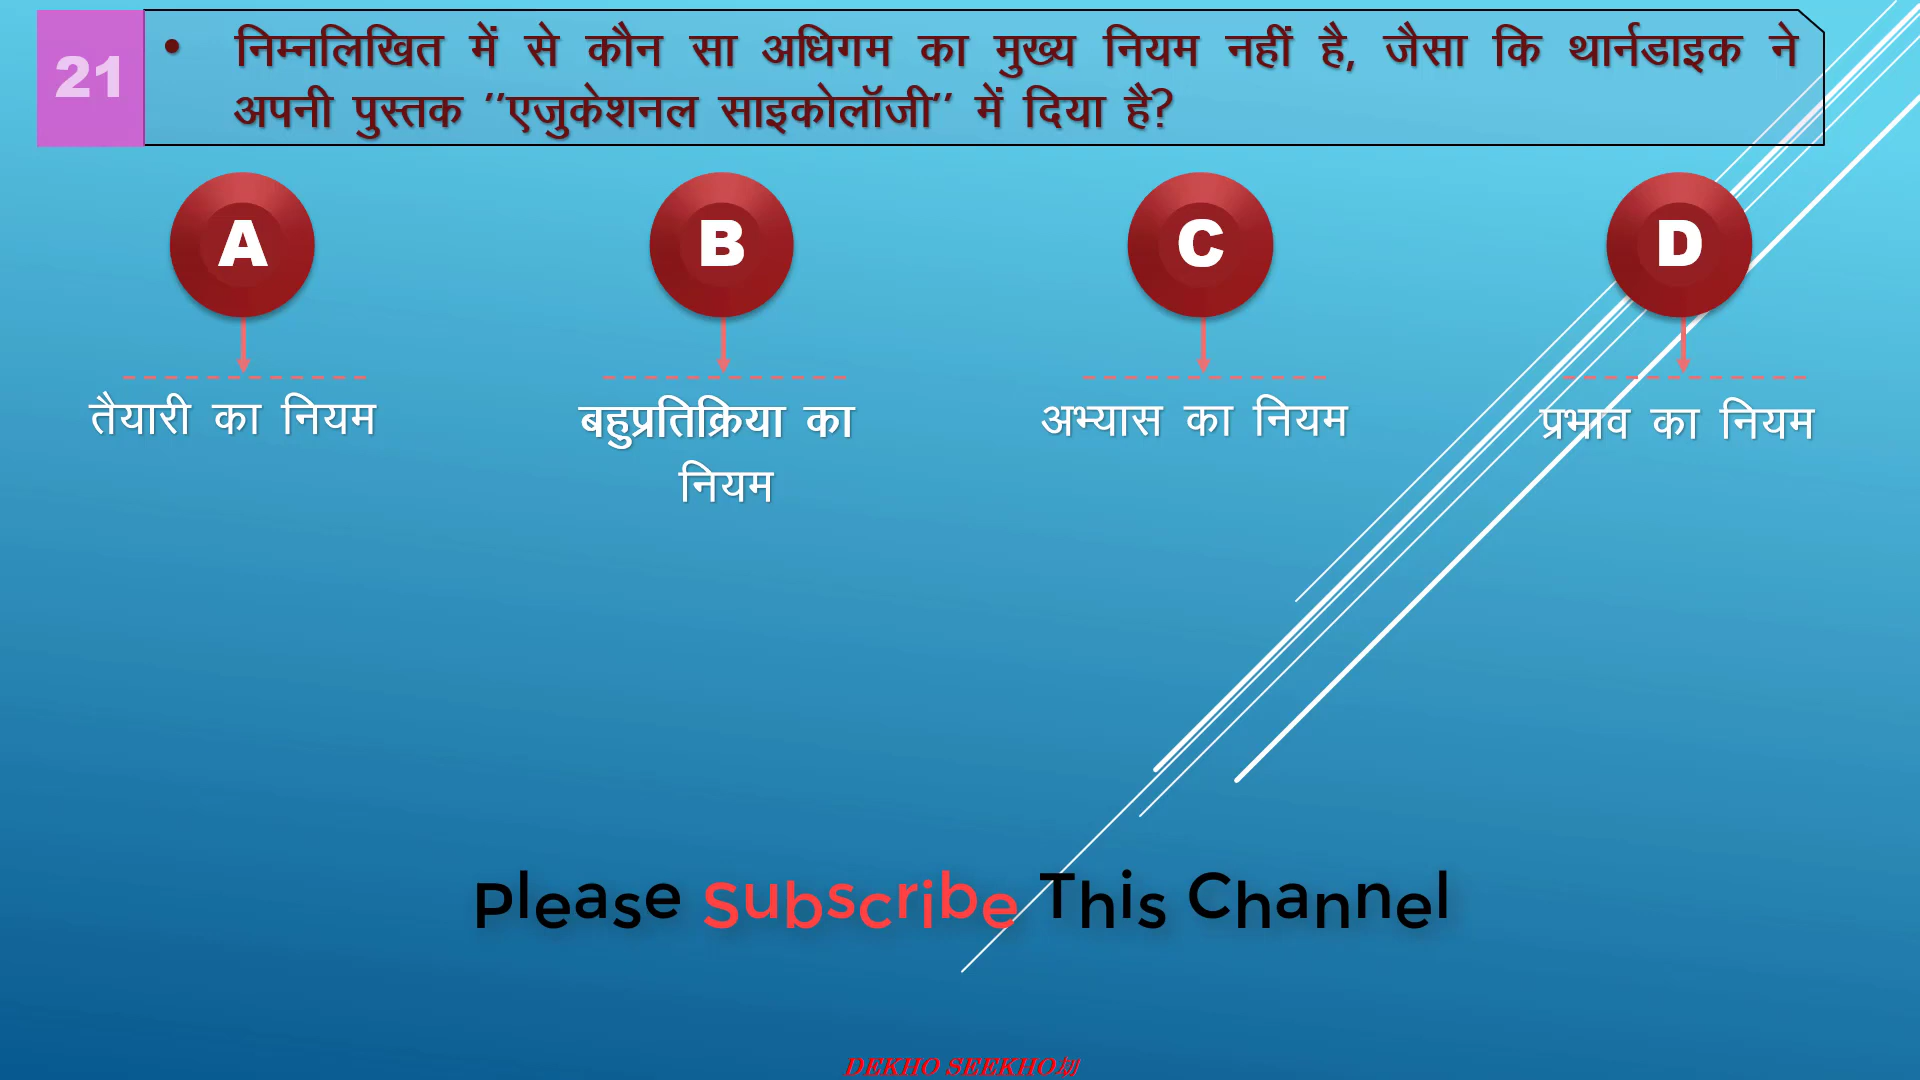 21
• निम्नलिखित में से कौन सा अधिगम का मुख्य नियम नहीं है, जैसा कि थार्नडाइक ने
अपनी पुस्तक ’’एजुकेशनल साइकोलॉजी’’ में दिया है?
A
B
C
D
तैयारी का नियम
बहुप्रतिक्रिया का
नियम
अभ्यास का नियम
प्रभाव का नियम
Please Subscribe This Channel
DEKHO SEEKHO